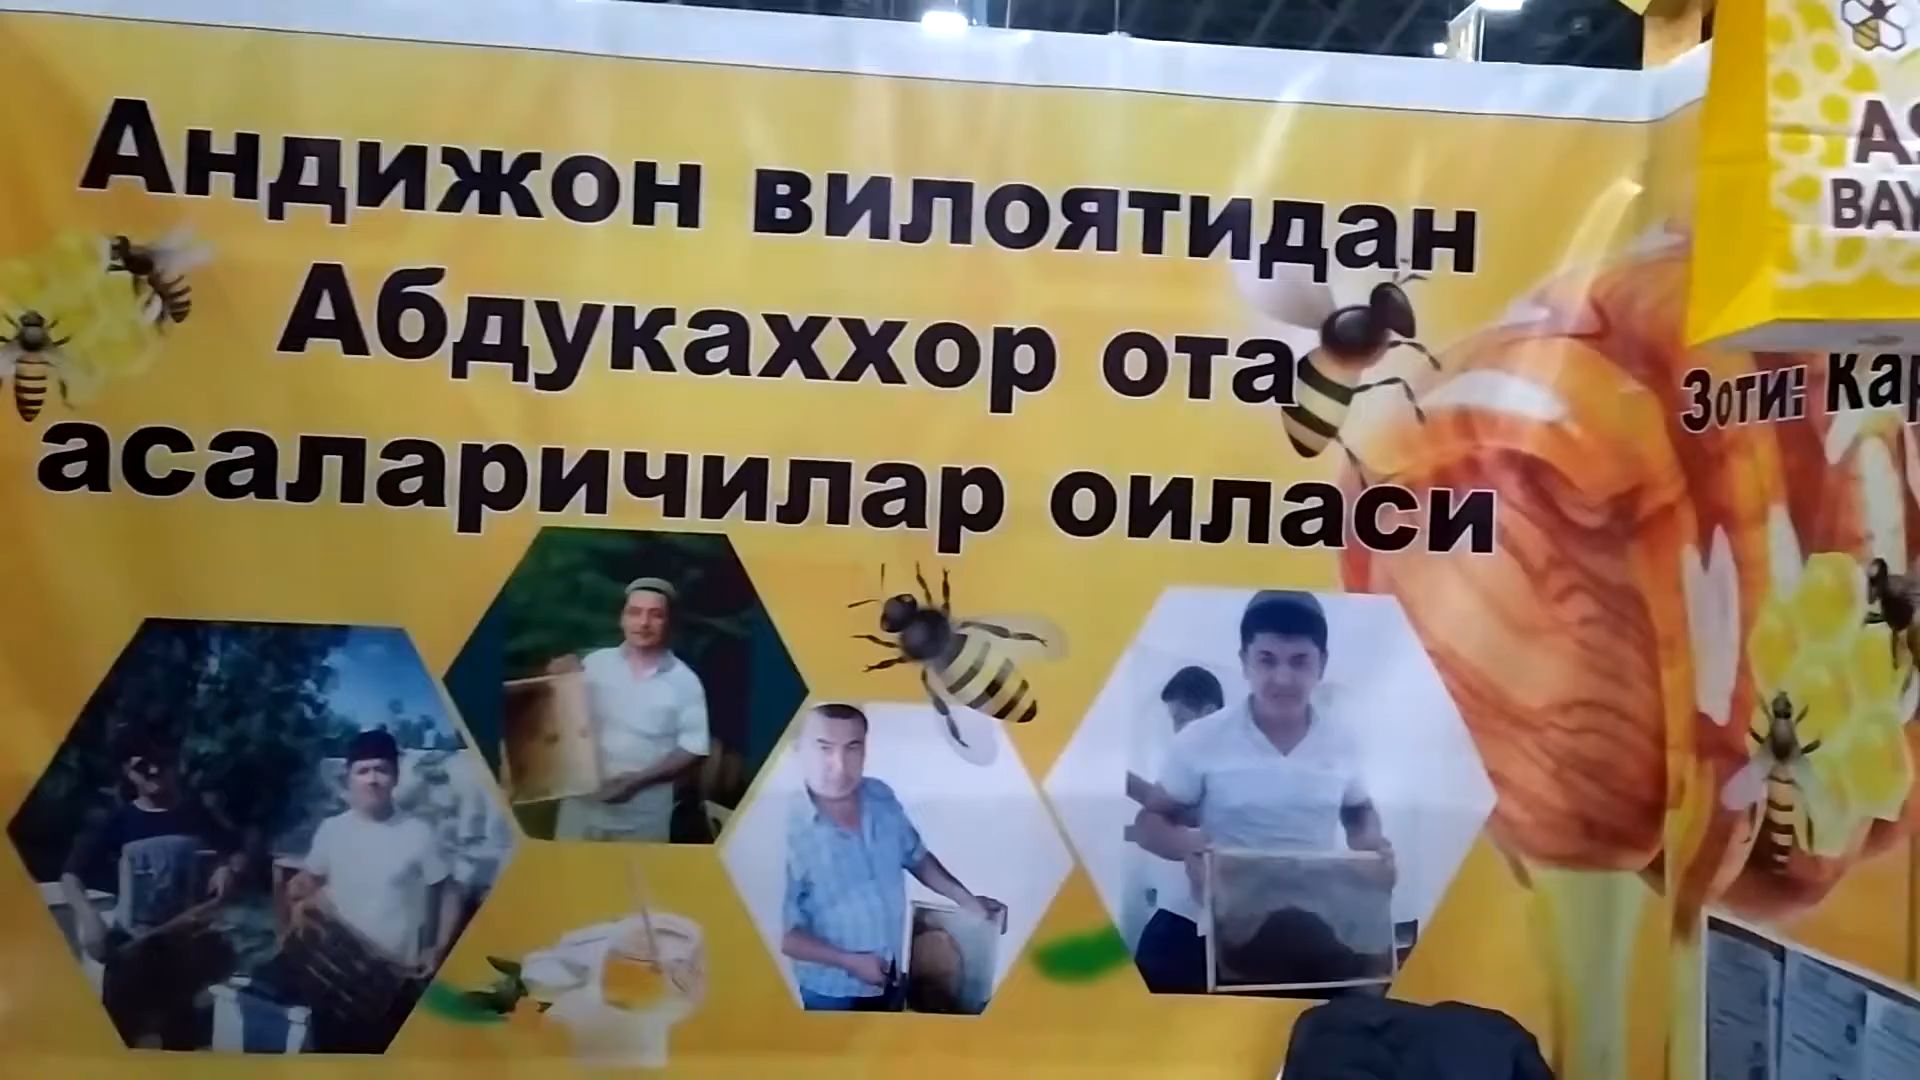 Андижон вилоятидан
Абдукаххор ота
асаларичилар оиласи
Зоти: